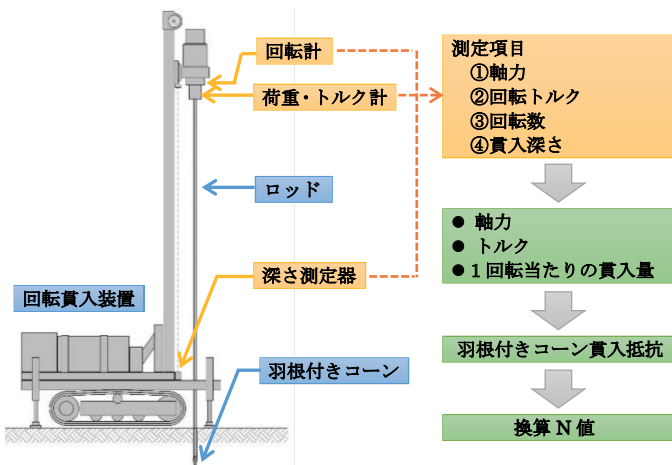 回転計
荷重・トルク計
ロッド
深さ測定器
回転貫入装置
羽根付きコーン
測定項目
①軸力
②回転トルク
③回転数
④貫入深さ
● 軸力
● トルク
● 1回転当たりの貫入量
羽根付きコーン貫入抵抗
換算 N 値